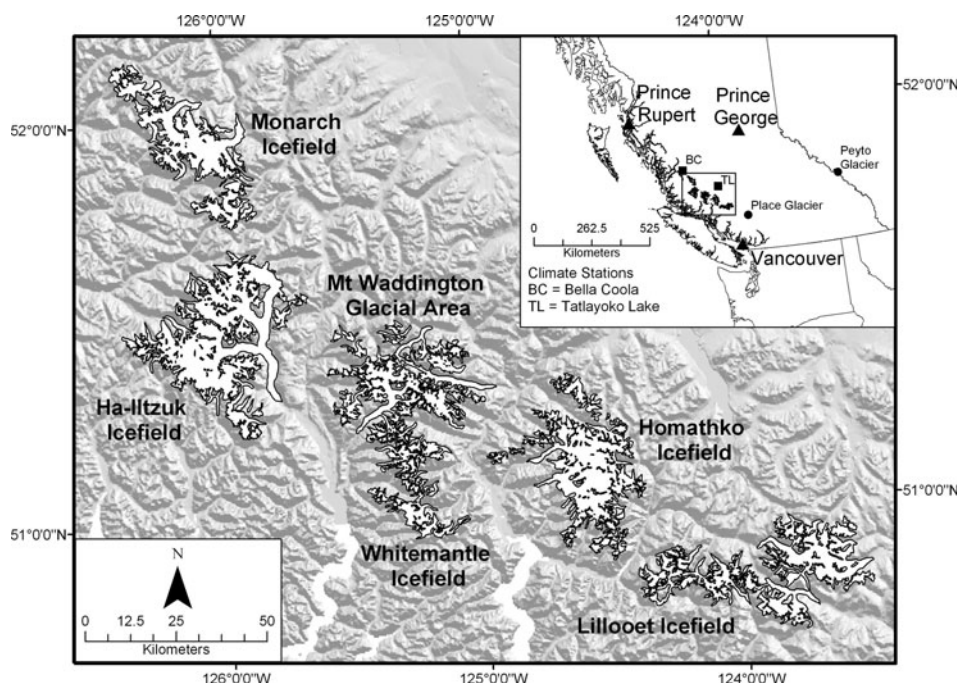 126°0'0"W
125°0'0"W
124°0'0"W
52°0'0"N
52°0'0"N
Monarch
Icefield
Prince
Rupert
Prince
George
Peyto
Glacier
BC
TL
Place Glacier
0 262.5 525
Kilometers
Vancouver
Climate Stations
BC = Bella Coola
TL = Tatlayoko Lake
Mt Waddington
Glacial Area
Ha-Iltzuk
Icefield
Homathko
Icefield
51°0'0"N
51°0'0"N
Whitemantle
Icefield
Lillooet Icefield
N
0 12.5 25 50
Kilometers
126°0'0"W
125°0'0"W
124°0'0"W